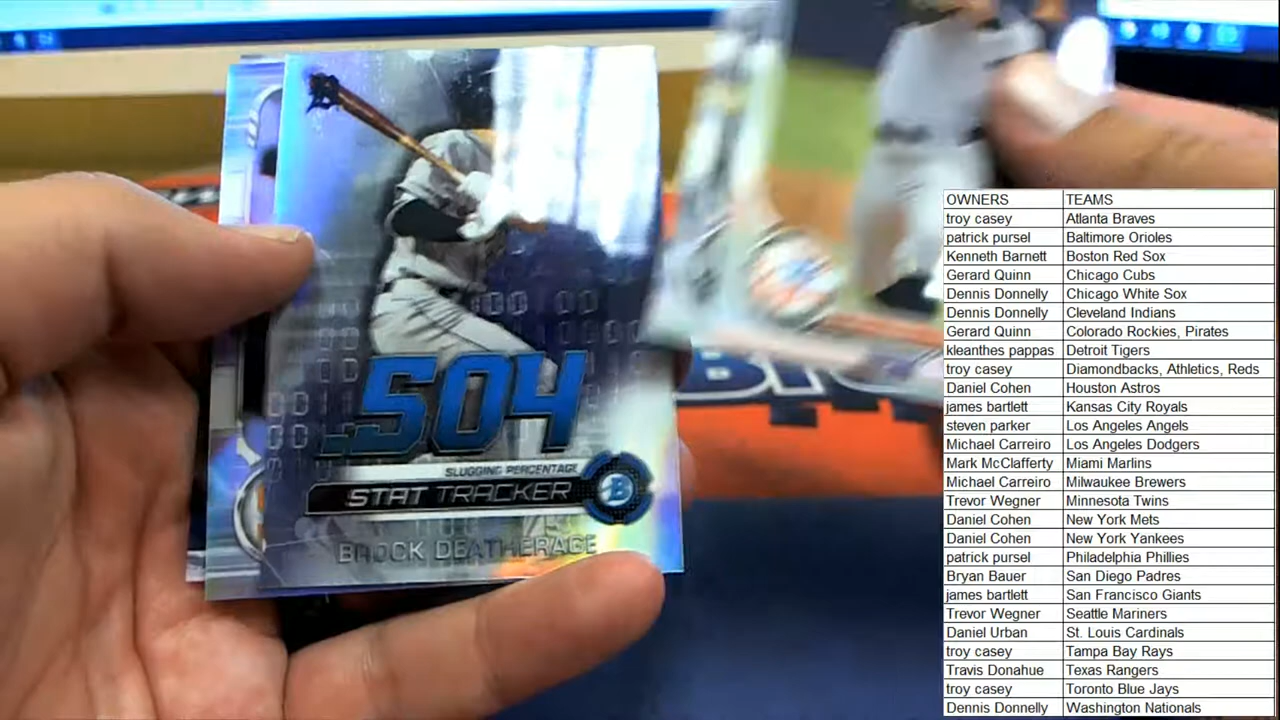 .504
SLUGGING PERCENTAGE
STAT TRACKER
B
BROCK DEATHERAGE
OWNERS TEAMS
troy casey Atlanta Braves
patrick pursel Baltimore Orioles
Kenneth Barnett Boston Red Sox
Gerard Quinn Chicago Cubs
Dennis Donnelly Chicago White Sox
Dennis Donnelly Cleveland Indians
Gerard Quinn Colorado Rockies, Pirates
kleanthes pappas Detroit Tigers
troy casey Diamondbacks, Athletics, Reds
Daniel Cohen Houston Astros
james bartlett Kansas City Royals
steven parker Los Angeles Angels
Michael Carreiro Los Angeles Dodgers
Mark McClafferty Miami Marlins
Michael Carreiro Milwaukee Brewers
Trevor Wegner Minnesota Twins
Daniel Cohen New York Mets
Daniel Cohen New York Yankees
patrick pursel Philadelphia Phillies
Bryan Bauer San Diego Padres
james bartlett San Francisco Giants
Trevor Wegner Seattle Mariners
Daniel Urban St. Louis Cardinals
troy casey Tampa Bay Rays
Travis Donahue Texas Rangers
troy casey Toronto Blue Jays
Dennis Donnelly Washington Nationals